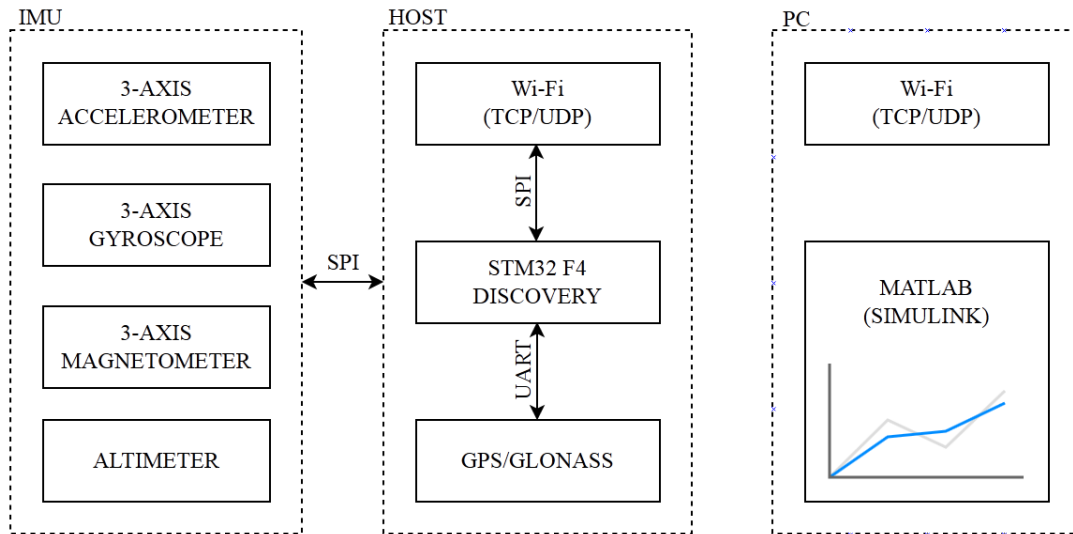 IMU
3-AXIS
ACCELEROMETER
3-AXIS
GYROSCOPE
3-AXIS
MAGNETOMETER
ALTIMETER
SPI
HOST
Wi-Fi
(TCP/UDP)
SPI
STM32 F4
DISCOVERY
UART
GPS/GLONASS
PC
Wi-Fi
(TCP/UDP)
MATLAB
(SIMULINK)